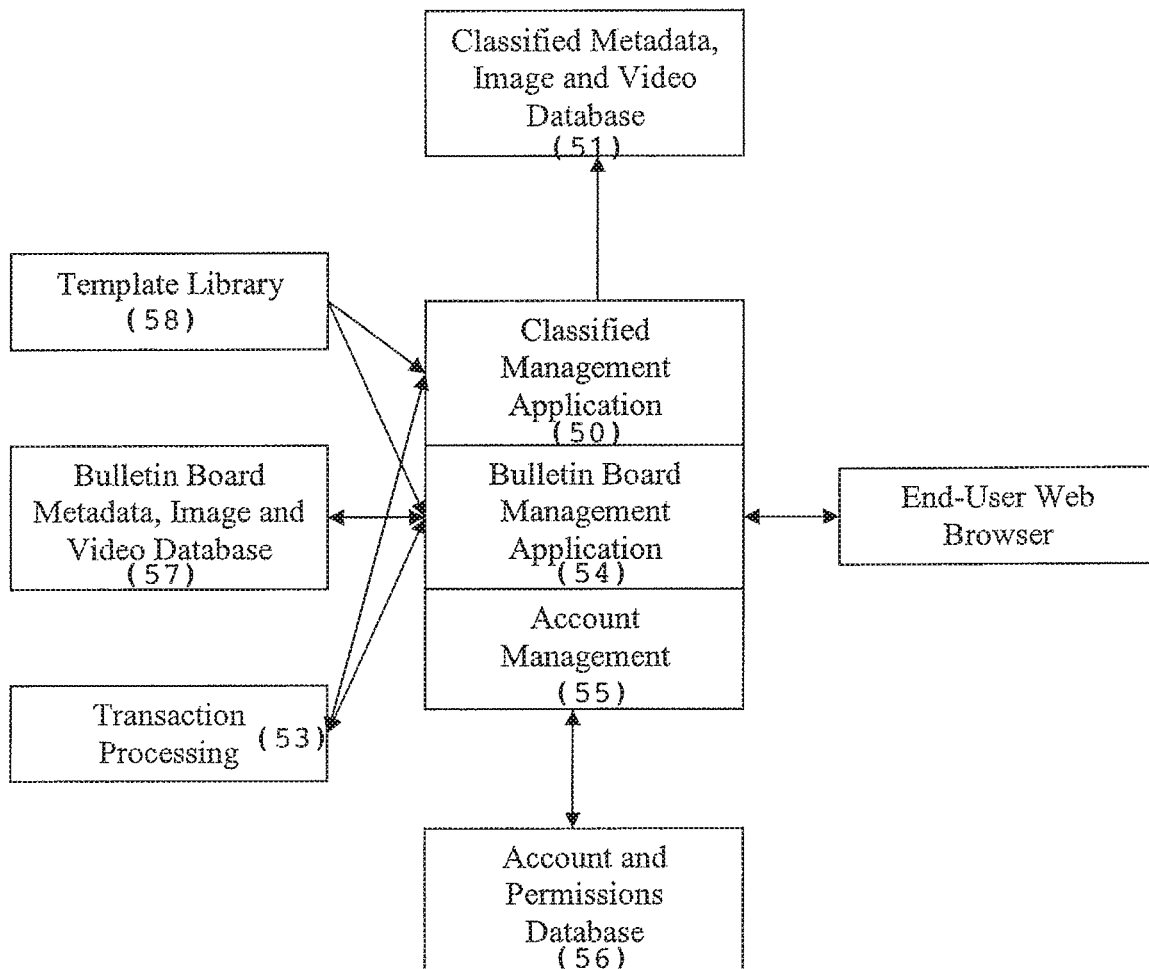 Classified Metadata,
Image and Video
Database
(51)
Template Library
(58)
Classified
Management
Application
(50)
Bulletin Board
Metadata, Image and
Video Database
(57)
Bulletin Board
Management
Application
(54)
End-User Web
Browser
Account
Management
(55)
Transaction
Processing
(53)
Account and
Permissions
Database
(56)